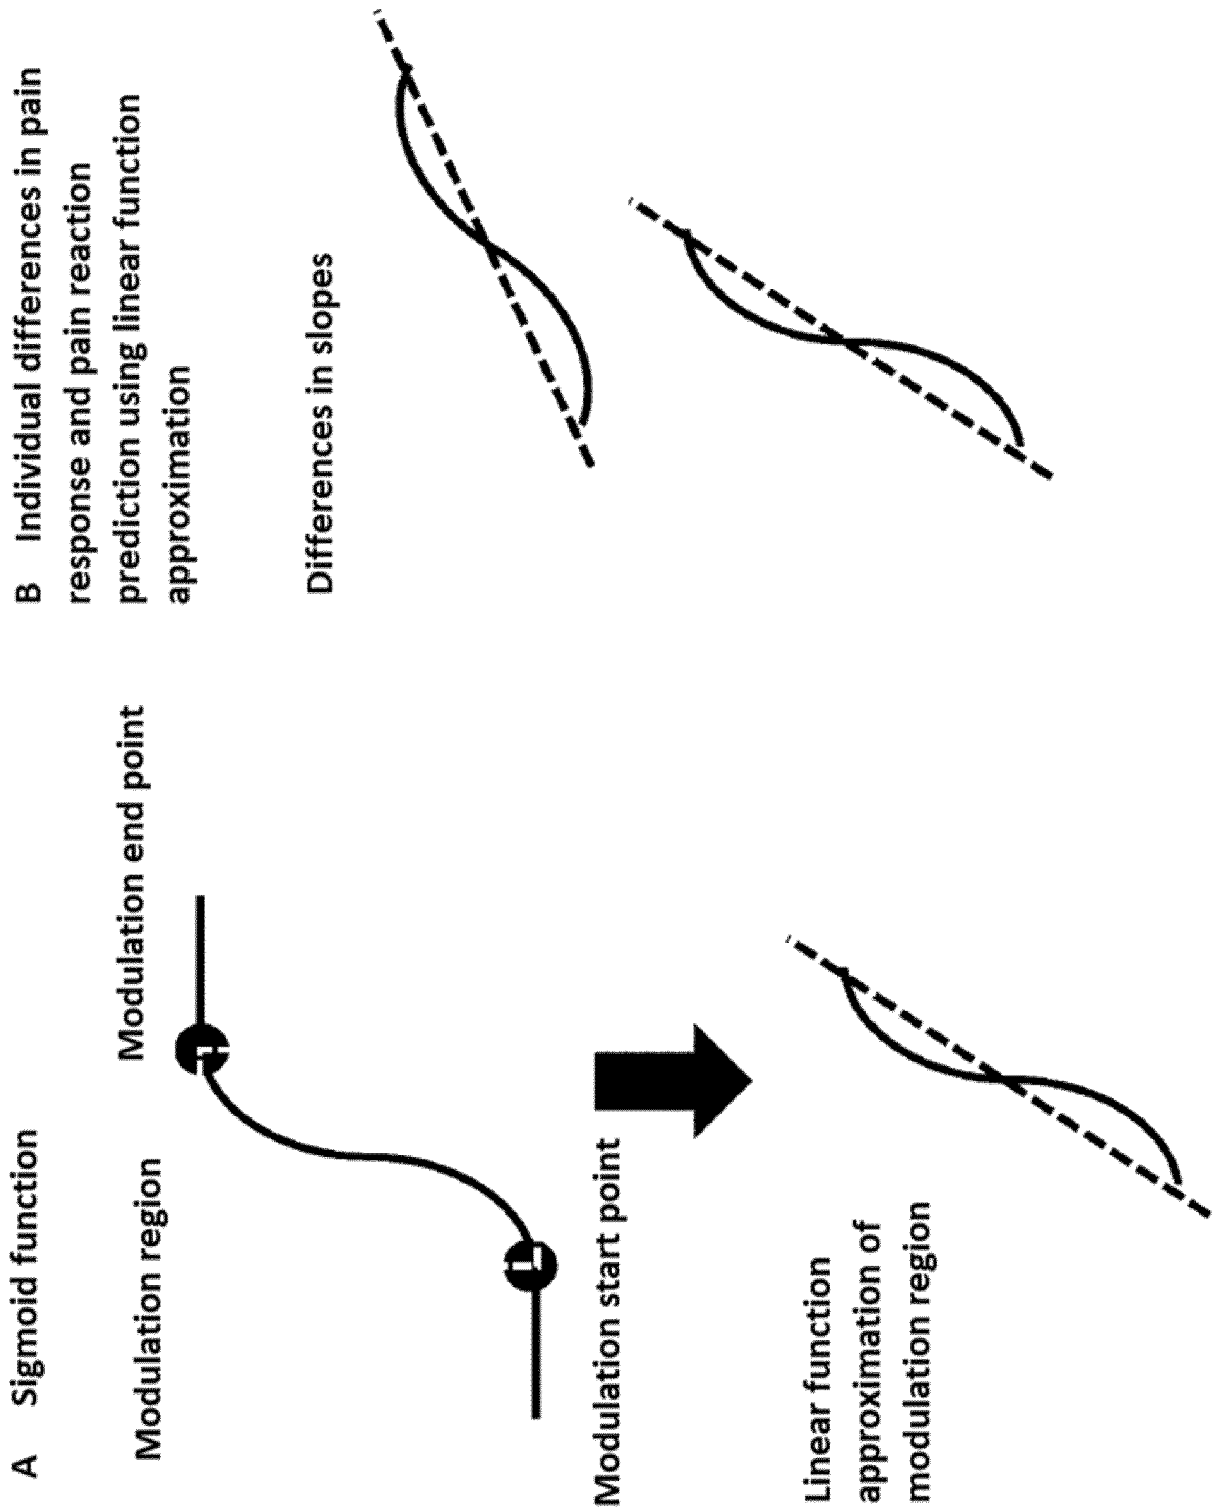 A Sigmoid function
Modulation region
Modulation end point
Modulation start point
Linear function
approximation of
modulation region
B Individual differences in pain
response and pain reaction
prediction using linear function
approximation
Differences in slopes